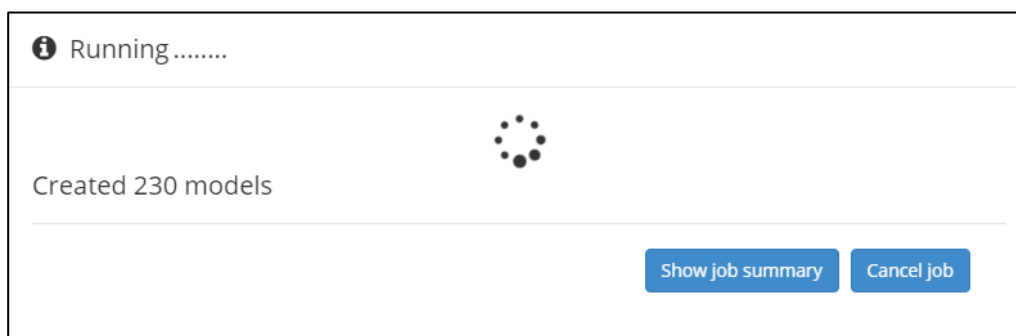 Running ........
Created 230 models
Show job summary Cancel job